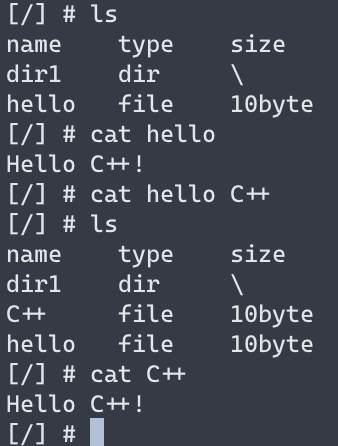 [/] # ls
name type size
dir1 dir \
hello file 10byte
[/] # cat hello
Hello C++!
[/] # cat hello C++
[/] # ls
name type size
dir1 dir \
C++ file 10byte
hello file 10byte
[/] # cat C++
Hello C++!
[/] #